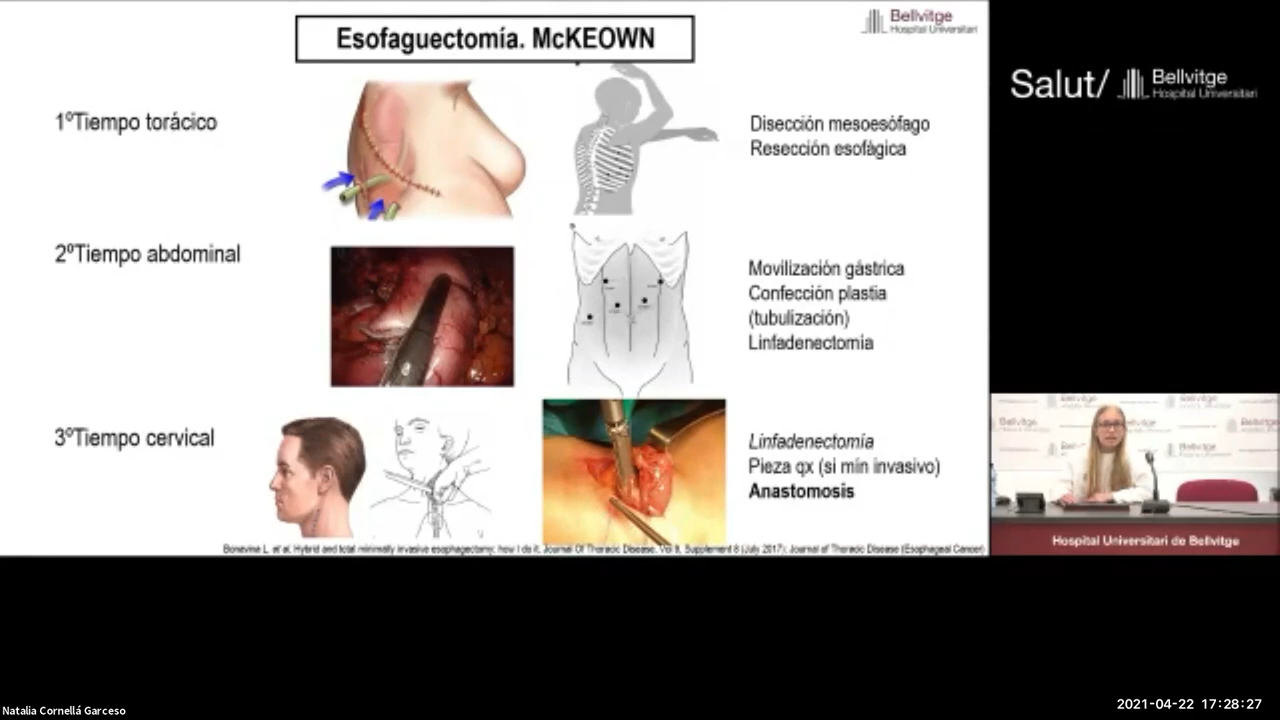 Esofaguectomía. McKEOWN
Bellvitge
Hospital Universitari
1ºTiempo torácico
Disección mesoesófago
Resección esofágica
2ºTiempo abdominal
Movilización gástrica
Confección plastia
(tubulización)
Linfadenectomía
3ºTiempo cervical
Linfadenectomía
Pieza qx (si mín invasivo)
Anastomosis
Bonavina L. et al. Hybrid and total minimally invasive esophagectomy: how I do it. Journal Of Thoracic Disease. Vol 9, Supplement 8 (July 2017): Journal of Thoracic Disease (Esophageal Cancer)
Salut/ Bellvitge
Hospital Universitari
Hospital Universitari de Bellvitge
Natalia Cornellá Garceso
2021-04-22 17:28:27